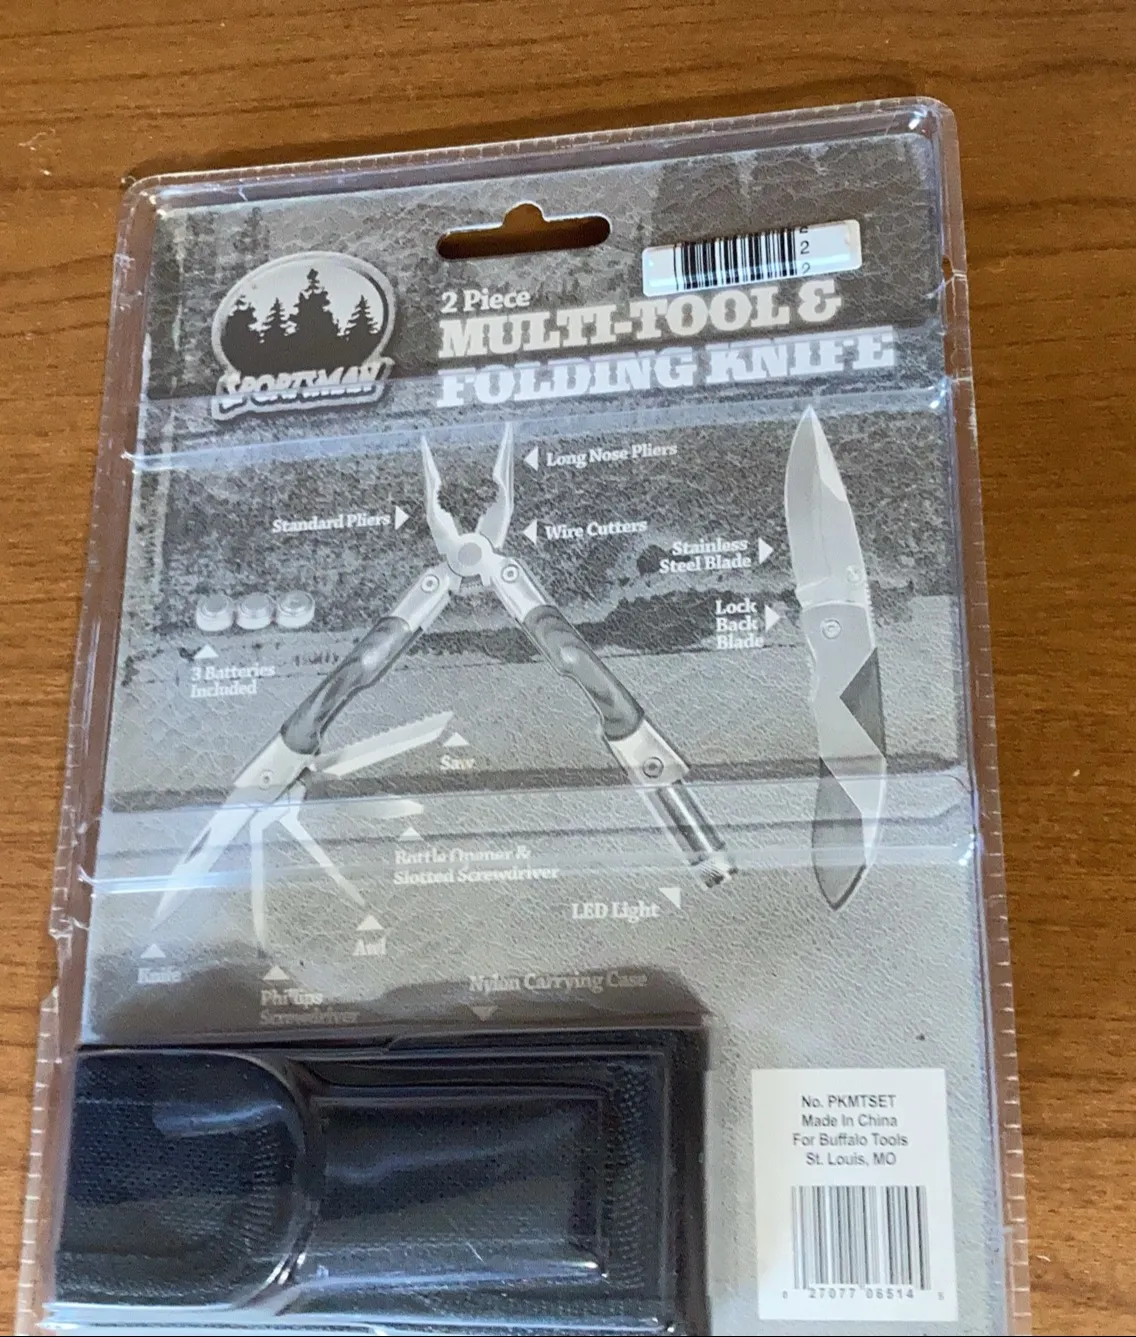 2
2
2 Piece
MULTI-TOOL &
FOLDING KNIFE
SPORTSMAN
Long Nose Pliers
Standard Pliers
Wire Cutters
Stainless
Steel Blade
Lock
Back
Blade
3 Batteries
Included
Saw
Bottle Opener &
Slotted Screwdriver
LED Light
Awl
Knife
Phillips
Screwdriver
Nylon Carrying Case
No. PKMTSET
Made In China
For Buffalo Tools
St. Louis, MO
27077 06514